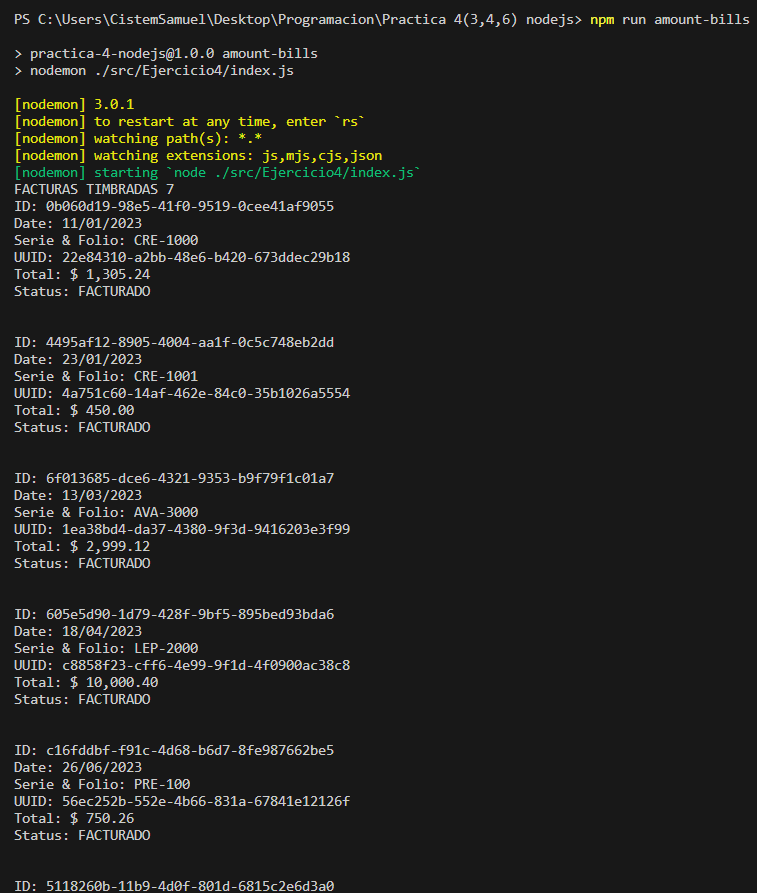 PS C:\Users\CistemSamuel\Desktop\Programacion\Practica 4(3,4,6) nodejs> npm run amount-bills
> practica-4-nodejs@1.0.0 amount-bills
> nodemon ./src/Ejercicio4/index.js
[nodemon] 3.0.1
[nodemon] to restart at any time, enter `rs`
[nodemon] watching path(s): *.*
[nodemon] watching extensions: js,mjs,cjs,json
[nodemon] starting `node ./src/Ejercicio4/index.js`
FACTURAS TIMBRADAS 7
ID: 0b060d19-98e5-41f0-9519-0cee41af9055
Date: 11/01/2023
Serie & Folio: CRE-1000
UUID: 22e84310-a2bb-48e6-b420-673ddec29b18
Total: $ 1,305.24
Status: FACTURADO
ID: 4495af12-8905-4004-aa1f-0c5c748eb2dd
Date: 23/01/2023
Serie & Folio: CRE-1001
UUID: 4a751c60-14af-462e-84c0-35b1026a5554
Total: $ 450.00
Status: FACTURADO
ID: 6f013685-dce6-4321-9353-b9f79f1c01a7
Date: 13/03/2023
Serie & Folio: AVA-3000
UUID: 1ea38bd4-da37-4380-9f3d-9416203e3f99
Total: $ 2,999.12
Status: FACTURADO
ID: 605e5d90-1d79-428f-9bf5-895bed93bda6
Date: 18/04/2023
Serie & Folio: LEP-2000
UUID: c8858f23-cff6-4e99-9f1d-4f0900ac38c8
Total: $ 10,000.40
Status: FACTURADO
ID: c16fddbf-f91c-4d68-b6d7-8fe987662be5
Date: 26/06/2023
Serie & Folio: PRE-100
UUID: 56ec252b-552e-4b66-831a-67841e12126f
Total: $ 750.26
Status: FACTURADO
ID: 5118260b-11b9-4d0f-801d-6815c2e6d3a0